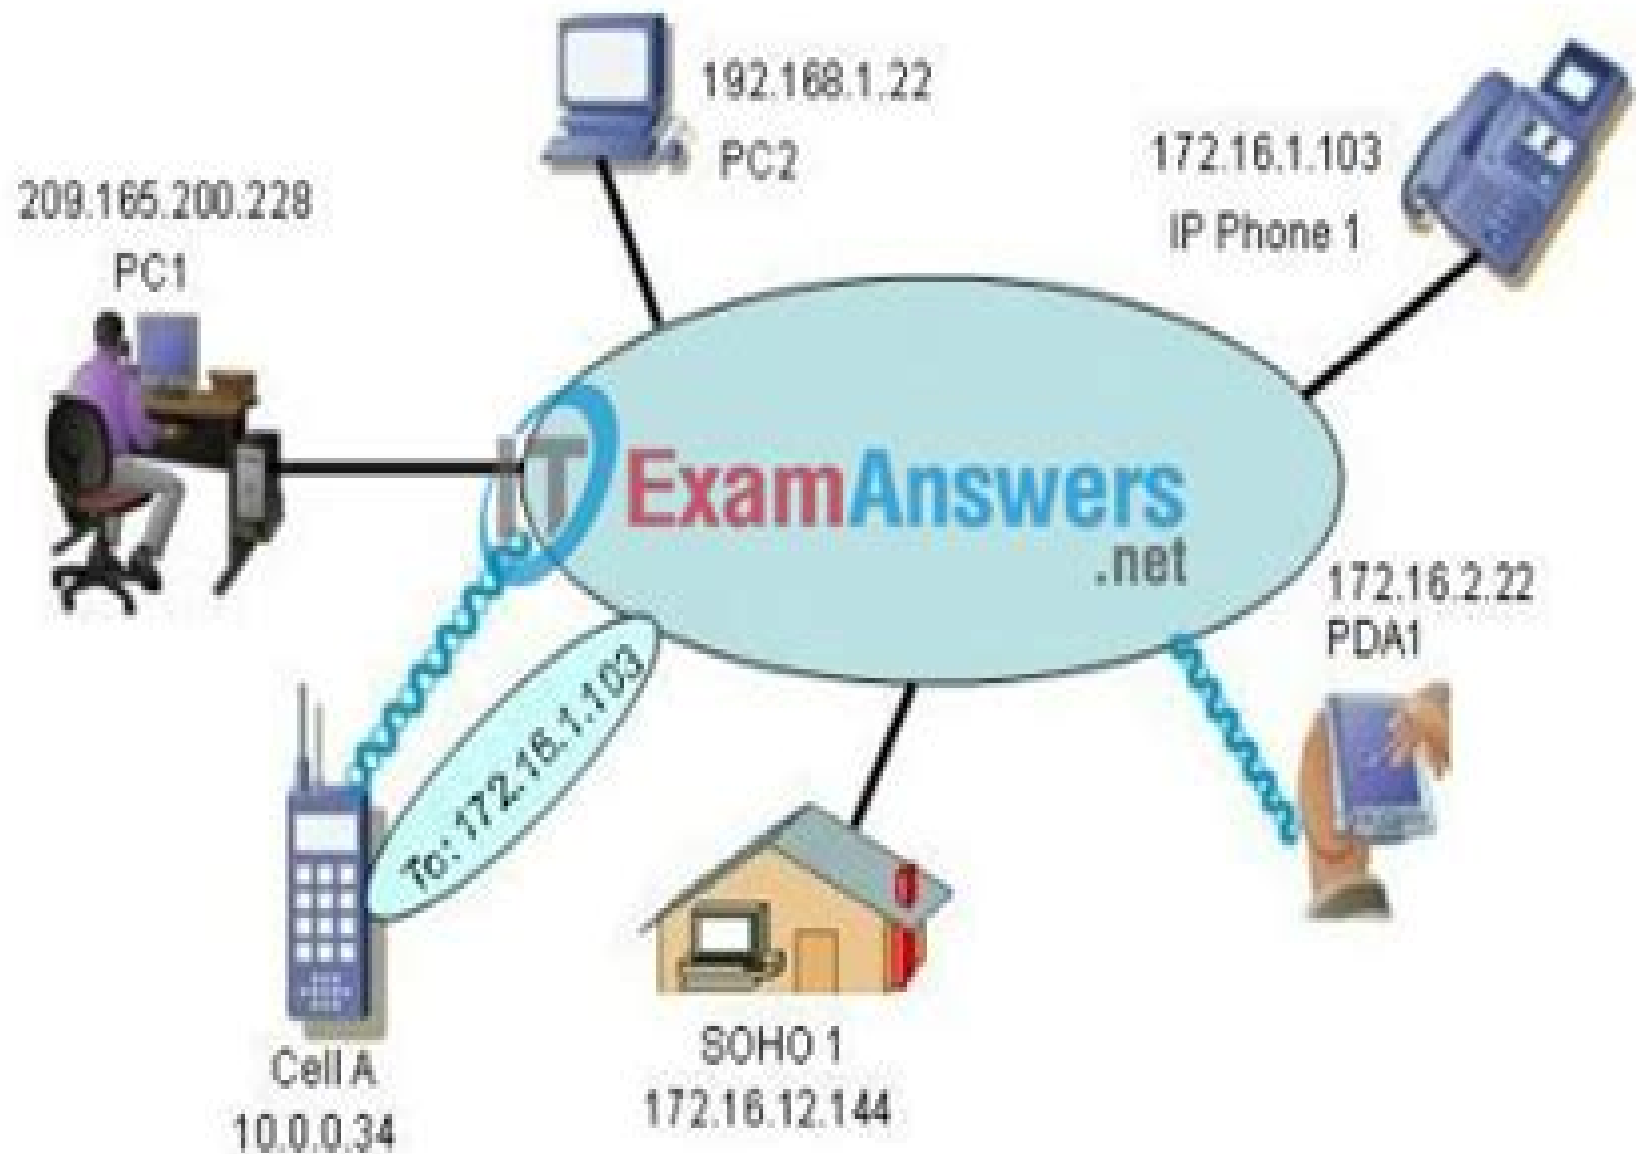 192.168.1.22
PC2
172.16.1.103
IP Phone 1
209.165.200.228
PC1
ITExamAnswers
.net
172.16.2.22
PDA1
To: 172.16.1.103
Cell A
10.0.0.34
SOHO 1
172.16.12.144